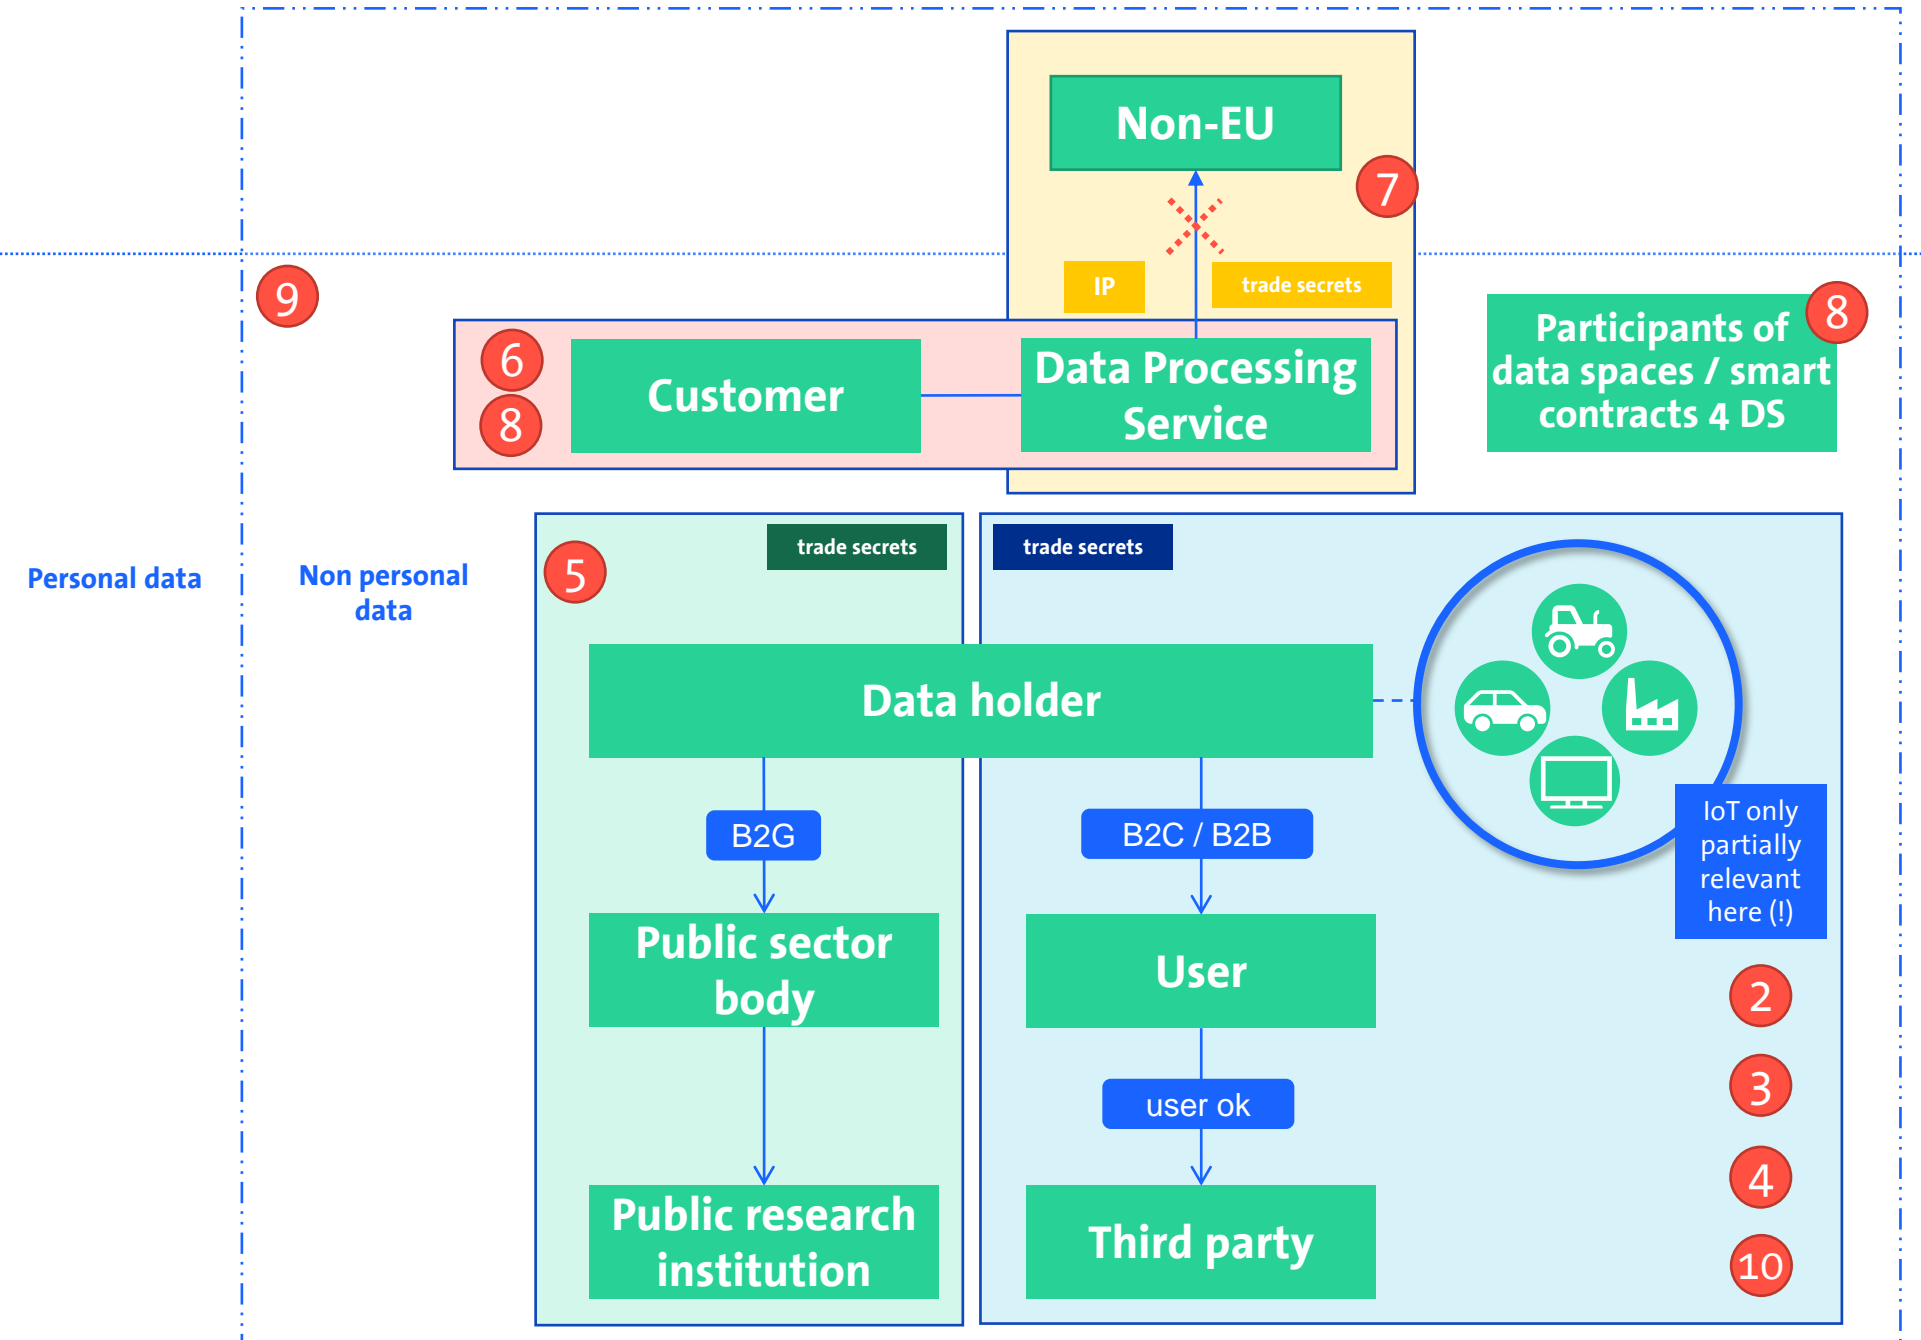 Non-EU
7
IP
trade secrets
9
6
8
Customer
Data Processing
Service
8
Participants of
data spaces / smart
contracts 4 DS
Personal data
Non personal
data
5
trade secrets
trade secrets
Data holder
B2G
B2C / B2B
IoT only
partially
relevant
here (!)
Public sector
body
User
2
3
user ok
4
Public research
institution
Third party
10